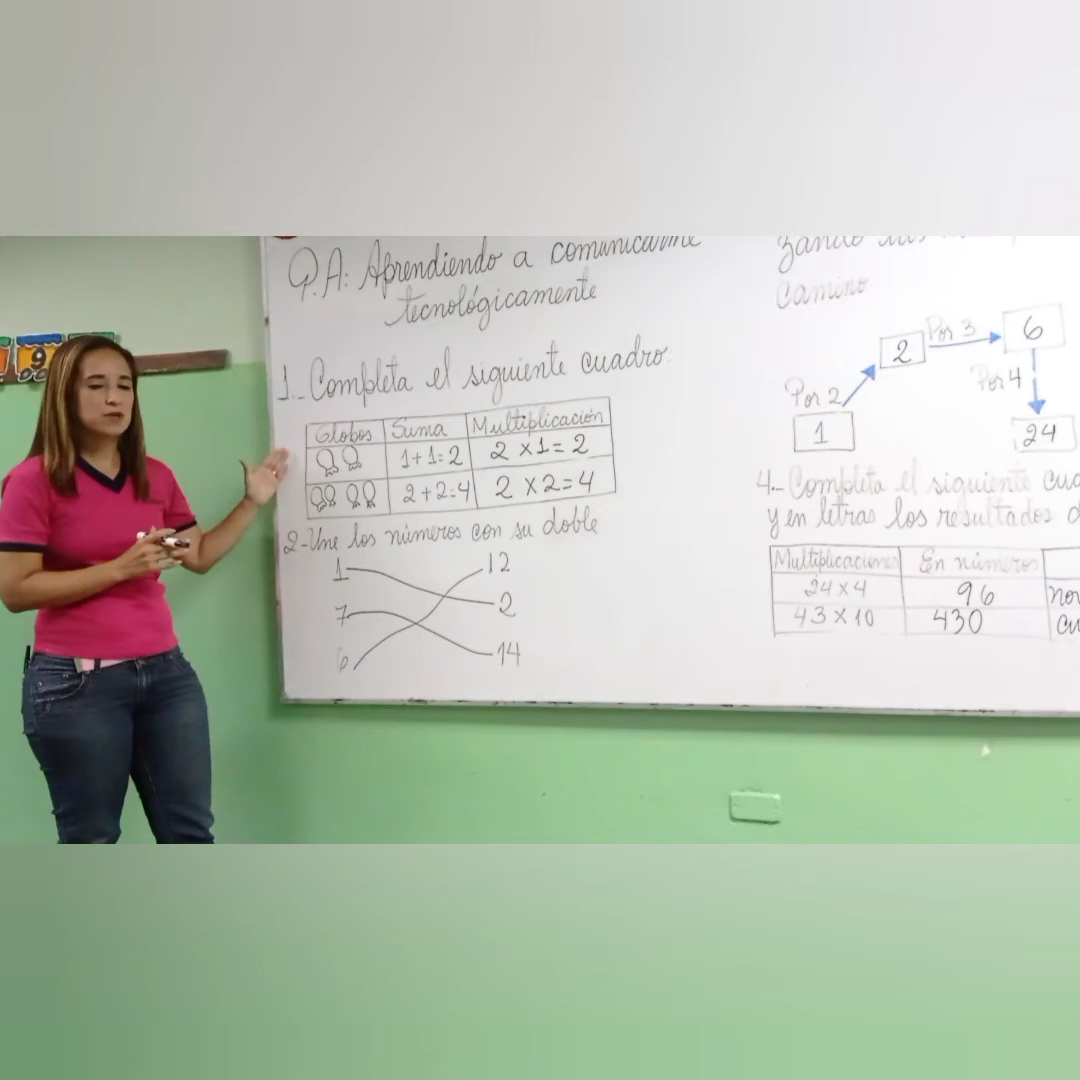 9
P.A: Aprendiendo a comunicarme
tecnológicamente
1.- Completa el siguiente cuadro.
Globos Suma Multiplicación
1+1=2 2 x 1 = 2
2+2=4 2 x 2 = 4
2- Une los números con su doble
1 12
7 2
6 14
camino
Por 2 Por 3 Por 4
1 2 6 24
4.- Completa el siguiente
y en letras los resultados
Multiplicaciones En números
24 x 4 96
43 x 10 430